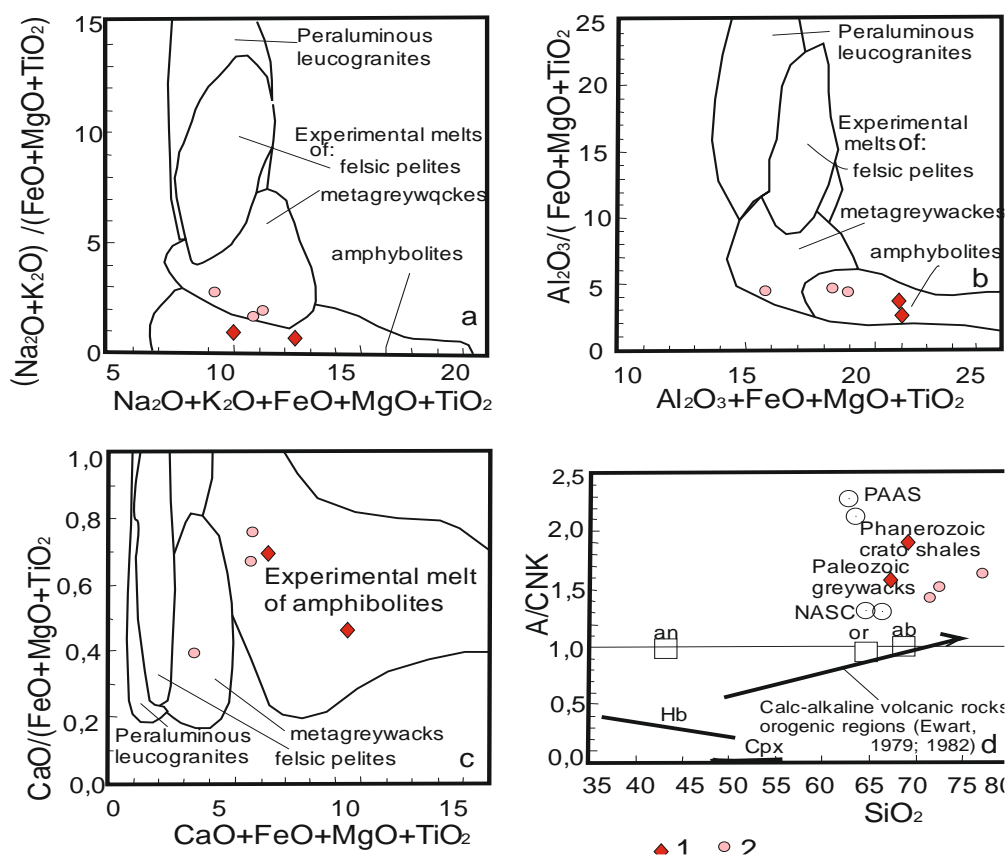 15
10
5
0
(Na₂O+K₂O) /(FeO+MgO+TiO₂
Peraluminous
leucogranites
Experimental melts
of:
felsic pelites
metagreywqckes
amphybolites
a
5
10
15
20
Na₂O+K₂O+FeO+MgO+TiO₂
25
20
15
10
5
0
Al₂O₃/( FeO+MgO+TiO₂
Peraluminous
leucogranites
Experimental
melts of:
felsic pelites
metagreywackes
amphybolites
b
10
15
20
25
Al₂O₃+FeO+MgO+TiO₂
1,0
0.8
0.6
0,4
0,2
0,0
CaO/(FeO+MgO+TiO₂
Experimental melt
of amphibolites
Peraluminous
leucogranites
metagreywacks
felsic pelites
c
0
5
10
15
CaO+FeO+MgO+TiO₂
2,5
2,0
1,5
1,0
0,5
0,0
A/CNK
PAAS
Phanerozoic
crato shales
Paleozoic
greywacks
NASC
an
or
ab
Hb
Cpx
Calc-alkaline volcanic rocks
orogenic regions (Ewart,
1979; 1982)
d
35
45
50
55
60
65
70
75
80
SiO₂
1
2